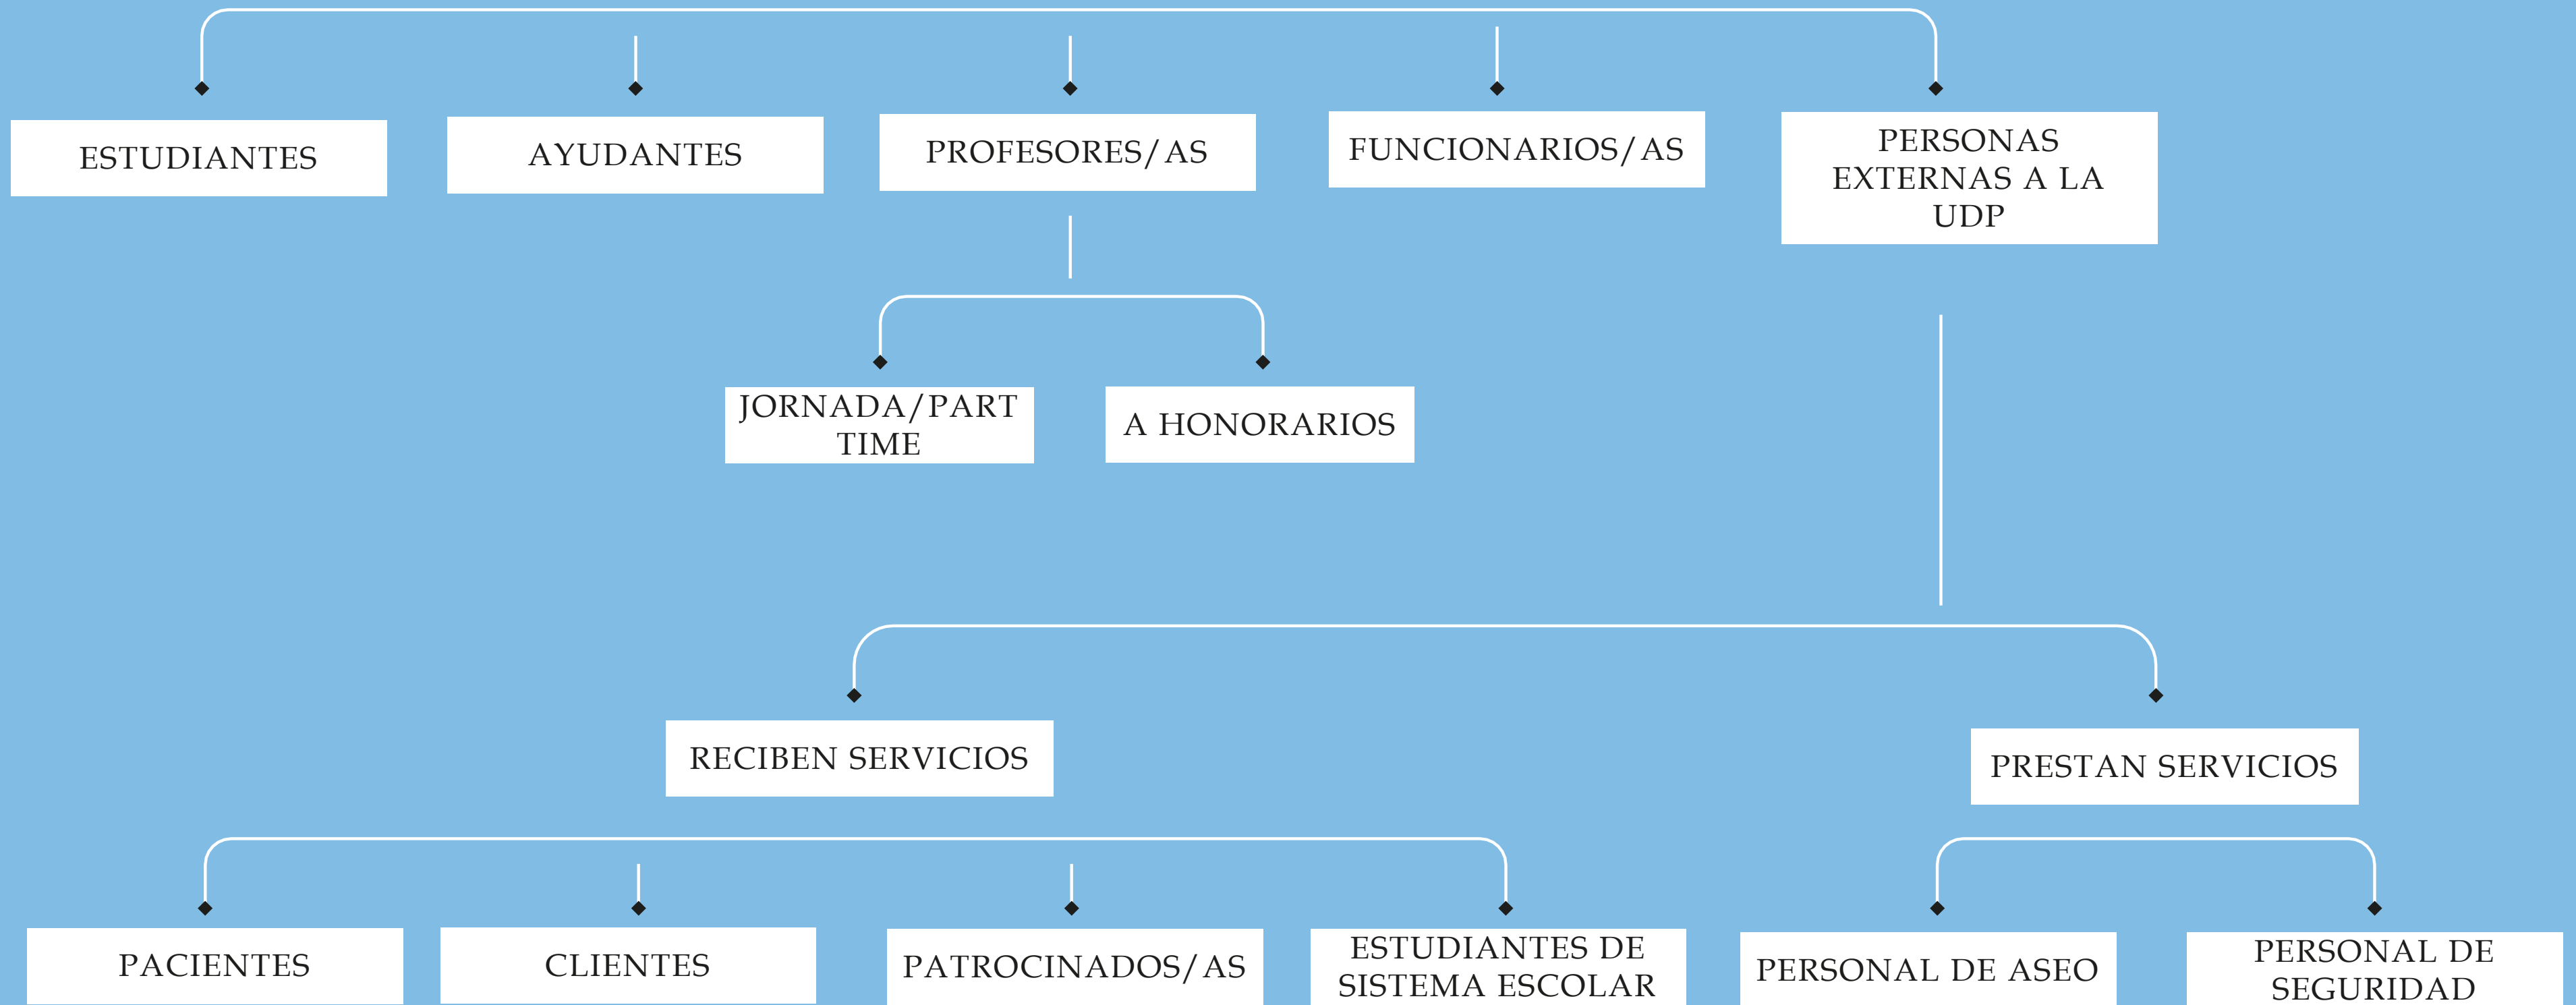 ESTUDIANTES
AYUDANTES
PROFESORES/AS
FUNCIONARIOS/AS
PERSONAS
EXTERNAS A LA
UDP
JORNADA/PART
TIME
A HONORARIOS
RECIBEN SERVICIOS
PRESTAN SERVICIOS
PACIENTES
CLIENTES
PATROCINADOS/AS
ESTUDIANTES DE
SISTEMA ESCOLAR
PERSONAL DE ASEO
PERSONAL DE
SEGURIDAD